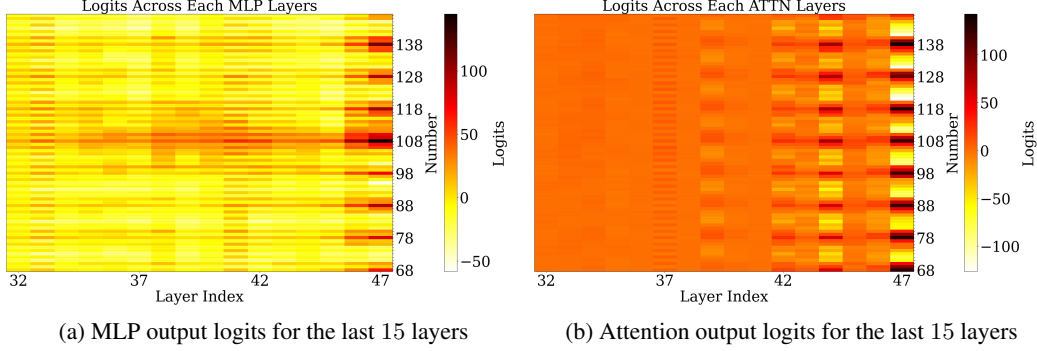 Logits Across Each MLP Layers
138
128
118
108
98
88
78
68
Number
100
50
0
−50
Logits
32 37 42 47
Layer Index
(a) MLP output logits for the last 15 layers
Logits Across Each ATTN Layers
138
128
118
108
98
88
78
68
Number
100
50
0
−50
−100
Logits
32 37 42 47
Layer Index
(b) Attention output logits for the last 15 layers